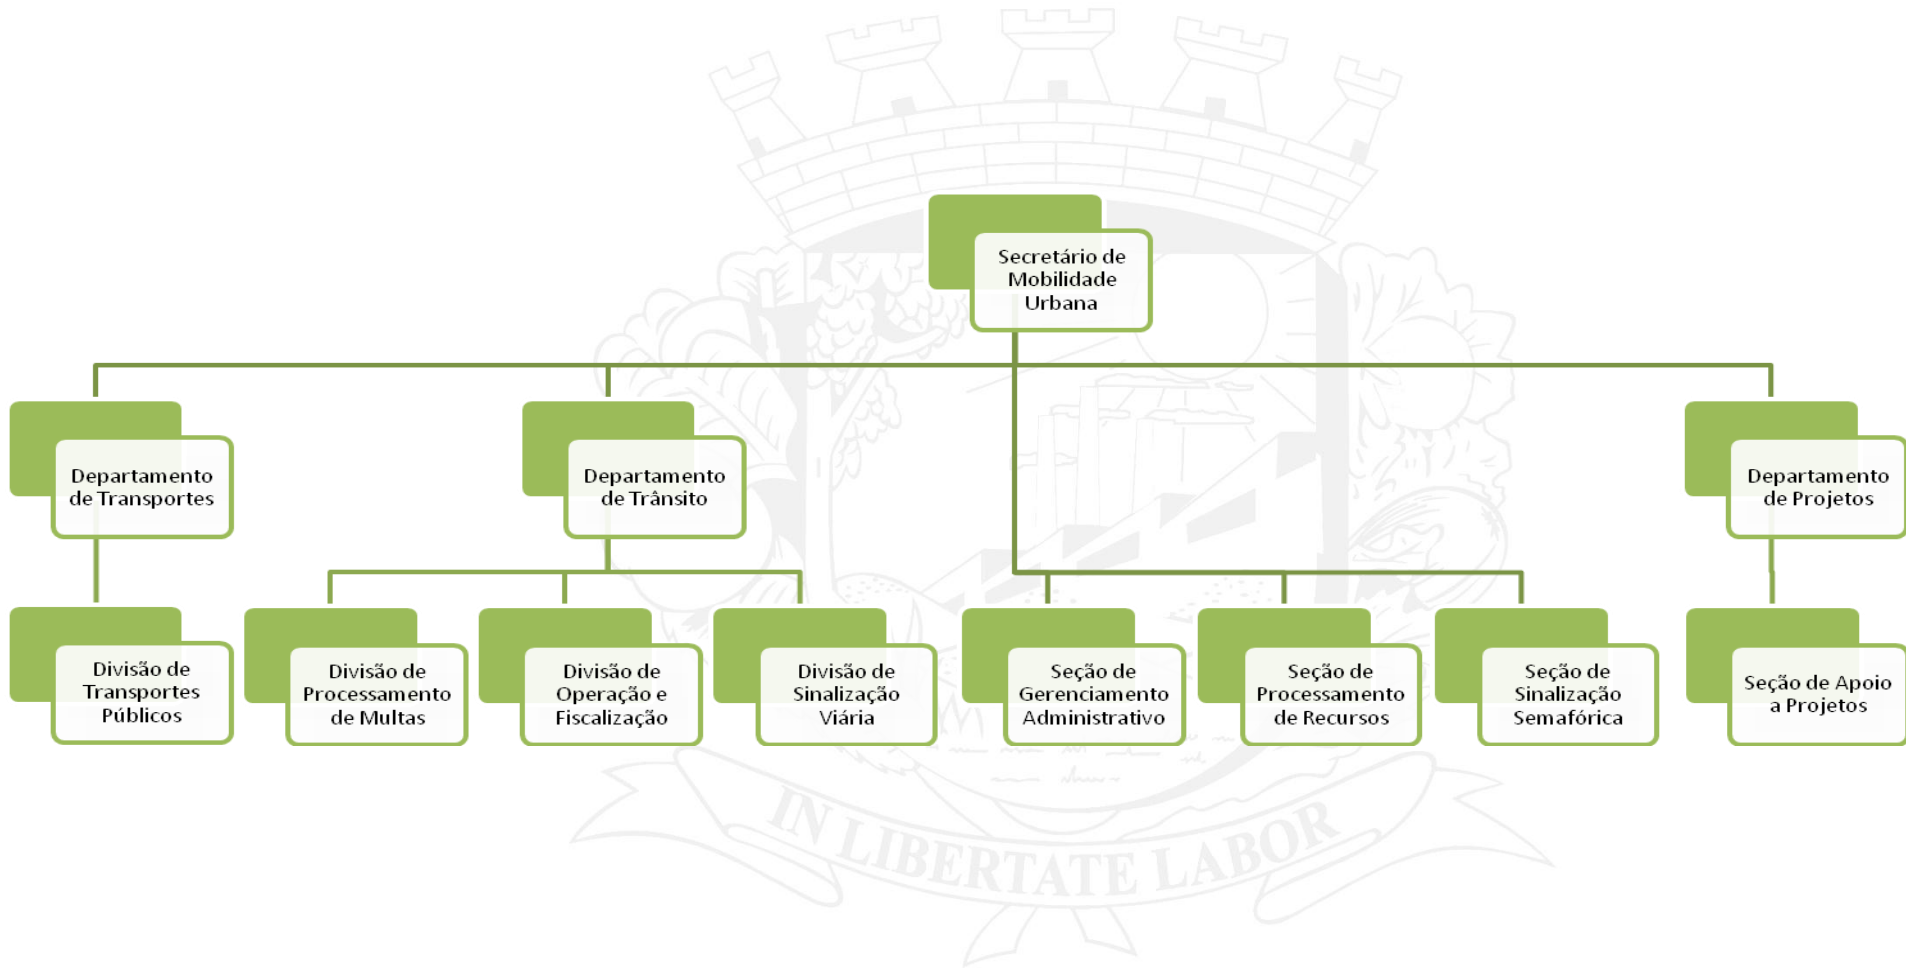 Secretário de
Mobilidade
Urbana
Departamento
de Transportes
Departamento
de Trânsito
Departamento
de Projetos
Divisão de
Transportes
Públicos
Divisão de
Processamento
de Multas
Divisão de
Operação e
Fiscalização
Divisão de
Sinalização
Viária
Seção de
Gerenciamento
Administrativo
Seção de
Processamento
de Recursos
Seção de
Sinalização
Semafórica
Seção de Apoio
a Projetos
IN LIBERTATE LABOR